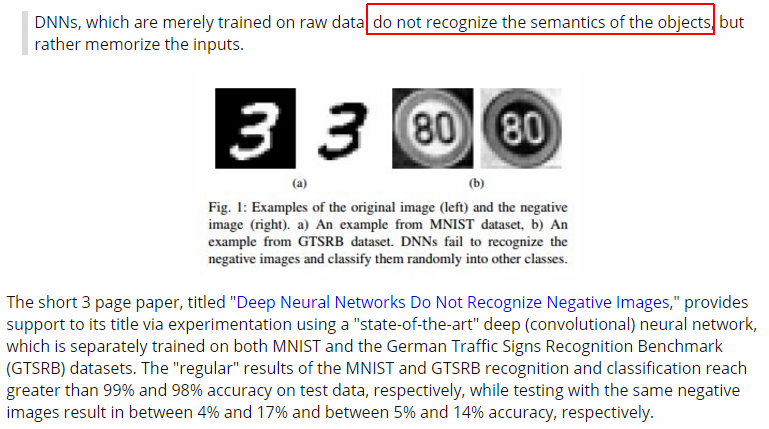 DNNs, which are merely trained on raw data, do not recognize the semantics of the objects, but
rather memorize the inputs.
3 3 80 80
(a) (b)
Fig. 1: Examples of the original image (left) and the negative
image (right). a) An example from MNIST dataset, b) An
example from GTSRB dataset. DNNs fail to recognize the
negative images and classify them randomly into other classes.
The short 3 page paper, titled "Deep Neural Networks Do Not Recognize Negative Images," provides
support to its title via experimentation using a "state-of-the-art" deep (convolutional) neural network,
which is separately trained on both MNIST and the German Traffic Signs Recognition Benchmark
(GTSRB) datasets. The "regular" results of the MNIST and GTSRB recognition and classification reach
greater than 99% and 98% accuracy on test data, respectively, while testing with the same negative
images result in between 4% and 17% and between 5% and 14% accuracy, respectively.